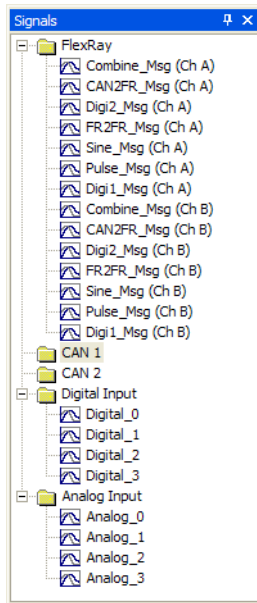 Signals
FlexRay
Combine_Msg (Ch A)
CAN2FR_Msg (Ch A)
Digi2_Msg (Ch A)
FR2FR_Msg (Ch A)
Sine_Msg (Ch A)
Pulse_Msg (Ch A)
Digi1_Msg (Ch A)
Combine_Msg (Ch B)
CAN2FR_Msg (Ch B)
Digi2_Msg (Ch B)
FR2FR_Msg (Ch B)
Sine_Msg (Ch B)
Pulse_Msg (Ch B)
Digi1_Msg (Ch B)
CAN 1
CAN 2
Digital Input
Digital_0
Digital_1
Digital_2
Digital_3
Analog Input
Analog_0
Analog_1
Analog_2
Analog_3